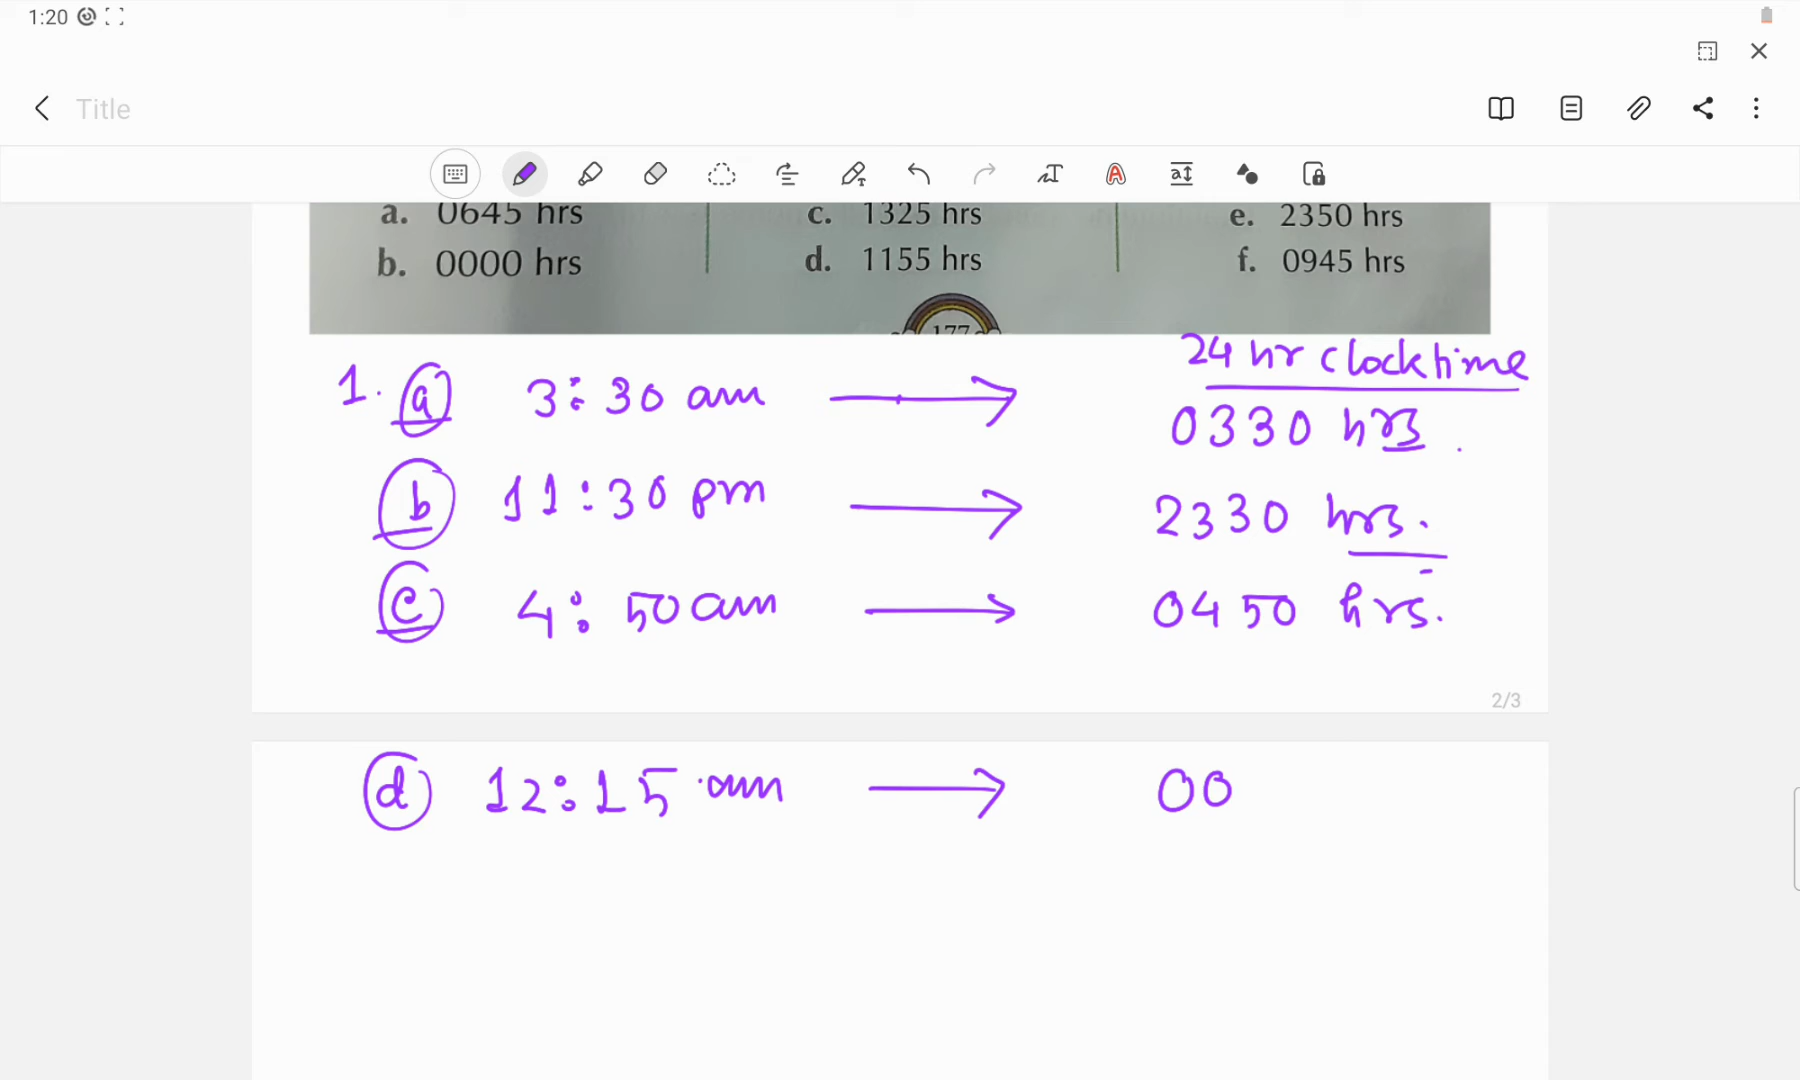 1:20
Title
a. 0645 hrs c. 1325 hrs e. 2350 hrs
b. 0000 hrs d. 1155 hrs f. 0945 hrs
177
24 hr clock time
1. a 3:30 am 0330 hrs.
b 11:30 pm 2330 hrs.
c 4:50 am 0450 hrs.
2/3
d 12:15 am 00